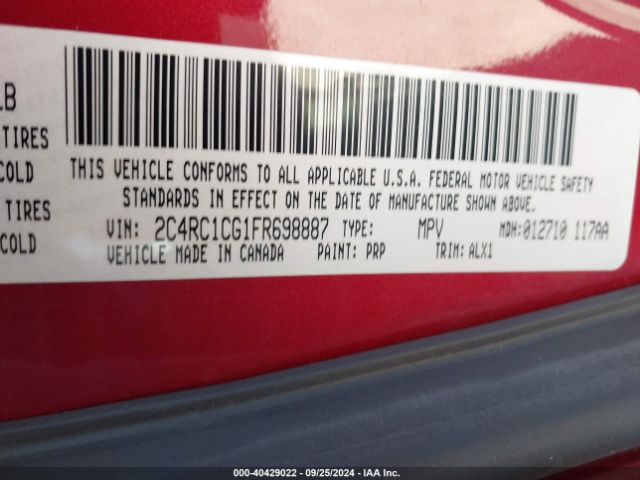 LB
TIRES
COLD
TIRES
COLD
THIS VEHICLE CONFORMS TO ALL APPLICABLE U.S.A. FEDERAL MOTOR VEHICLE SAFETY
STANDARDS IN EFFECT ON THE DATE OF MANUFACTURE SHOWN ABOVE.
VIN: 2C4RC1CG1FR698887 TYPE: MPV MDH:012710 117AA
VEHICLE MADE IN CANADA PAINT: PRP TRIM: ALX1
000-40429022 - 09/25/2024 - IAA Inc.